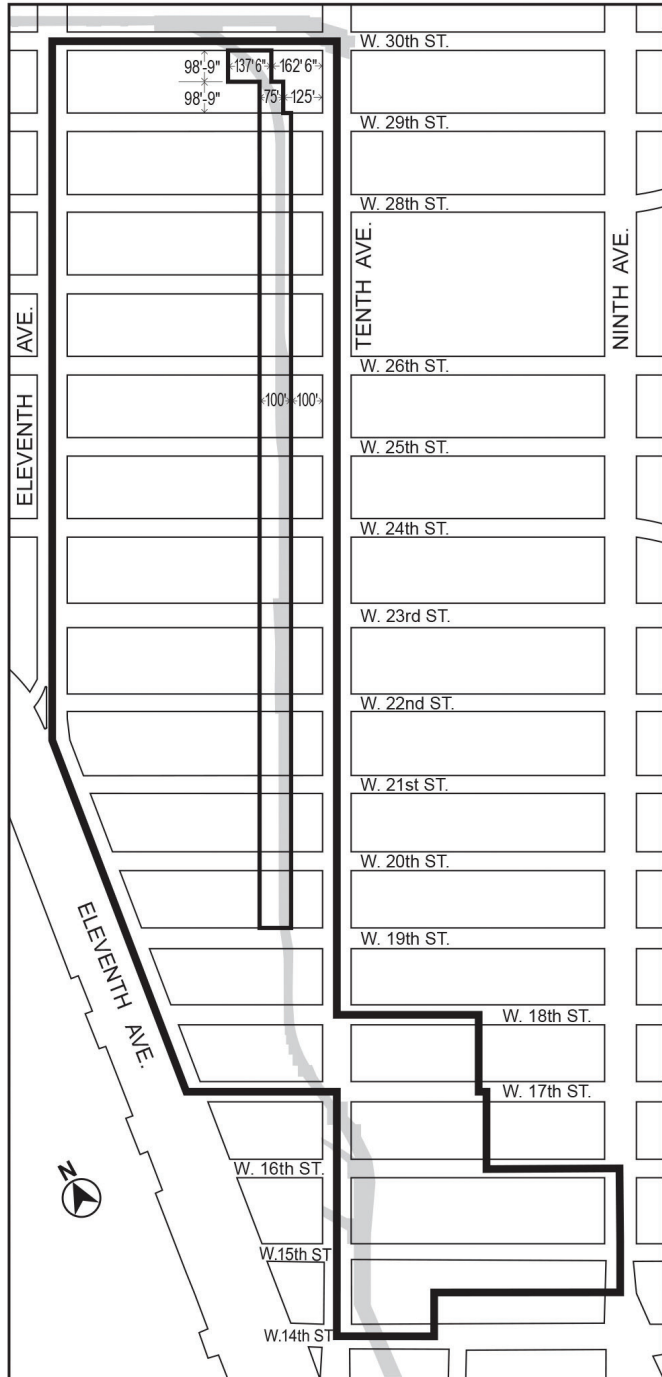 W. 30th ST.
98'-9"
137'6"
162'6"
98'-9"
75'
125'
W. 29th ST.
W. 28th ST.
TENTH AVE.
NINTH AVE.
ELEVENTH AVE.
W. 26th ST.
100'
100'
W. 25th ST.
W. 24th ST.
W. 23rd ST.
W. 22nd ST.
W. 21st ST.
W. 20th ST.
ELEVENTH AVE.
W. 19th ST.
W. 18th ST.
W. 17th ST.
W. 16th ST.
N
W.15th ST
W.14th ST